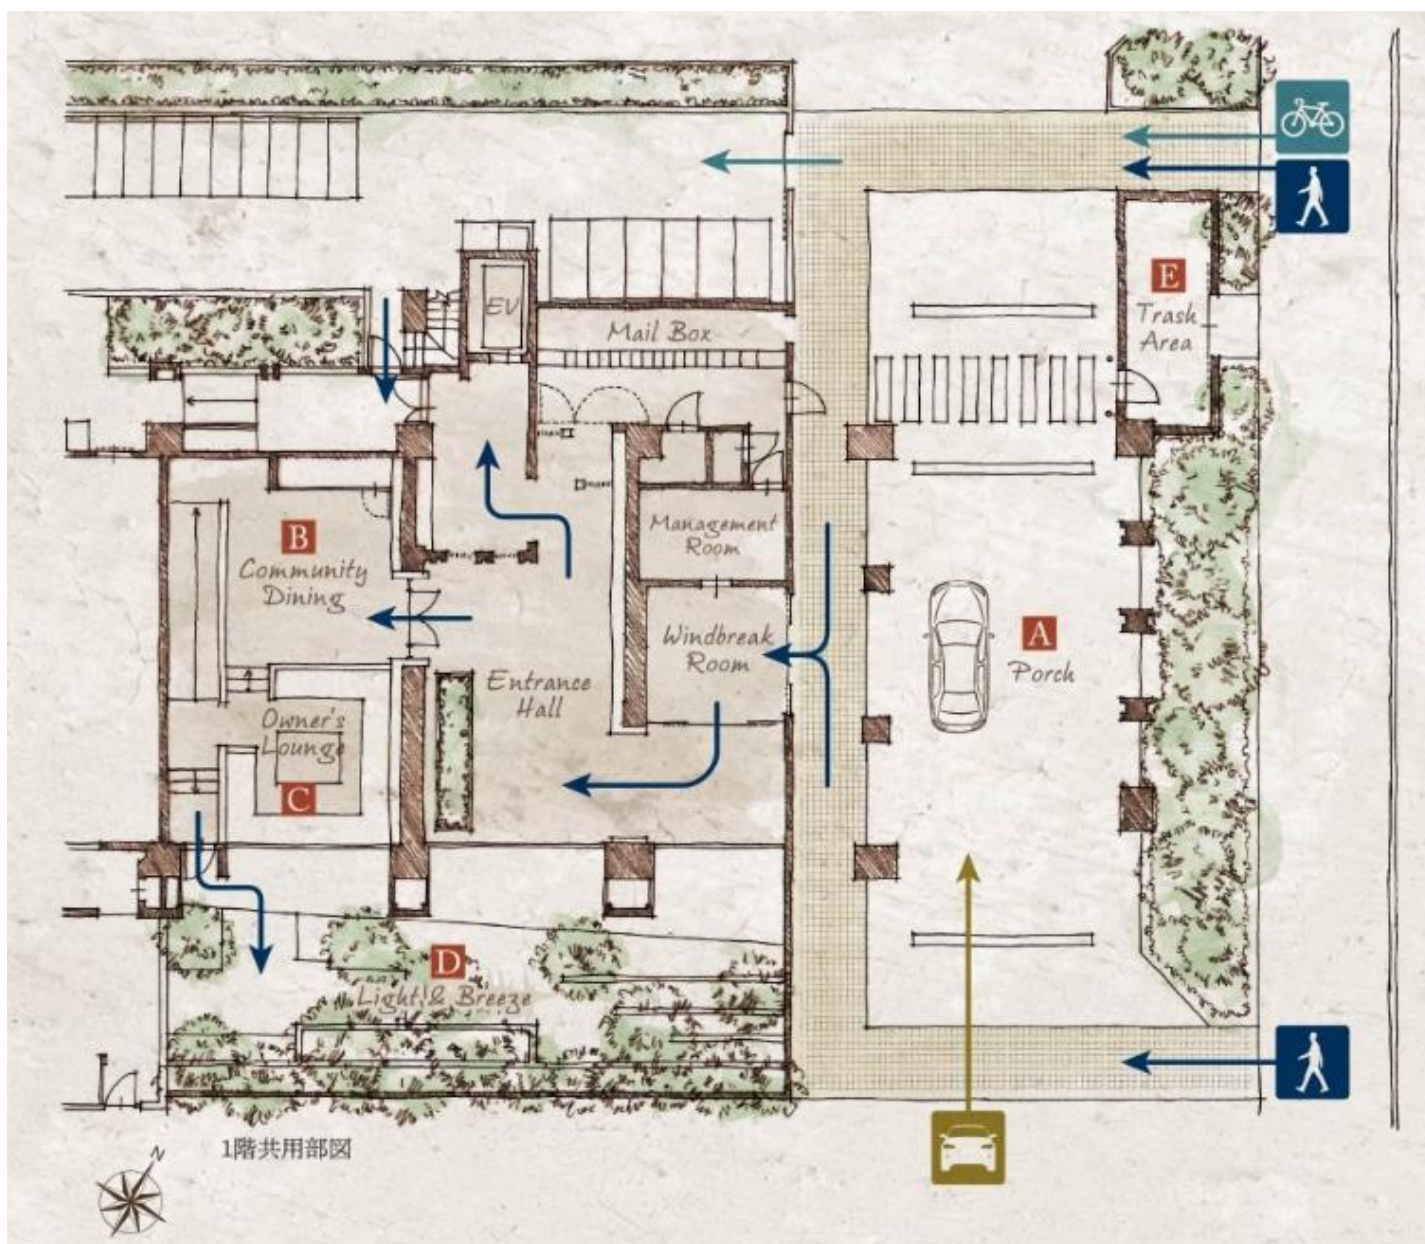 EV
Mail Box
E
Trash
Area
B
Community
Dining
Management
Room
Windbreak
Room
A
Porch
Entrance
Hall
Owner's
Lounge
C
D
Light & Breeze
1階共用部図
N